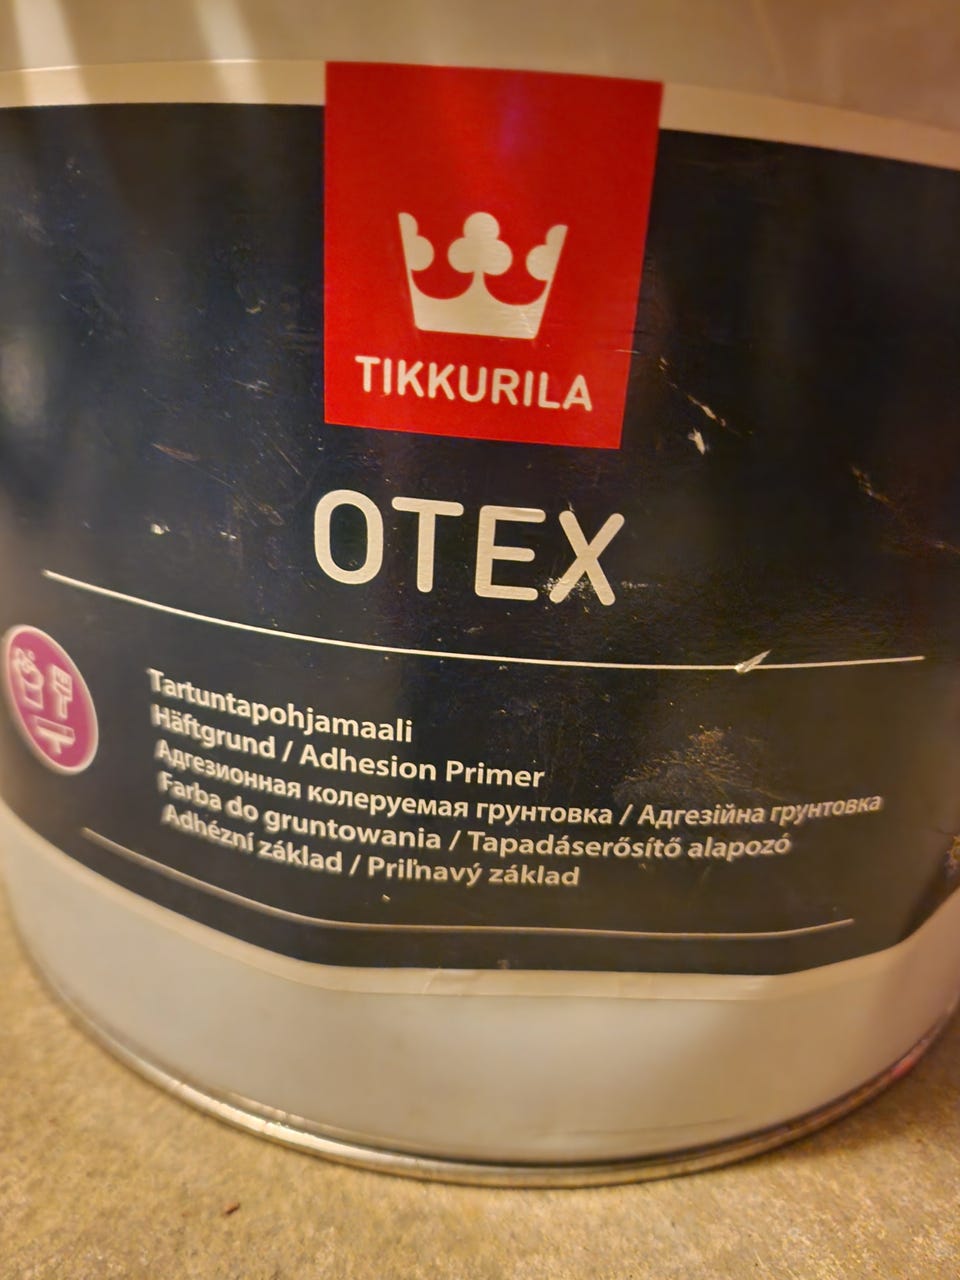 TIKKURILA
OTEX
Tartuntapohjamaali
Häftgrund / Adhesion Primer
Адгезионная колеруемая грунтовка / Адгезійна грунтовка
Farba do gruntowania / Tapadáserősítő alapozó
Adhézní základ / Priľnavý základ